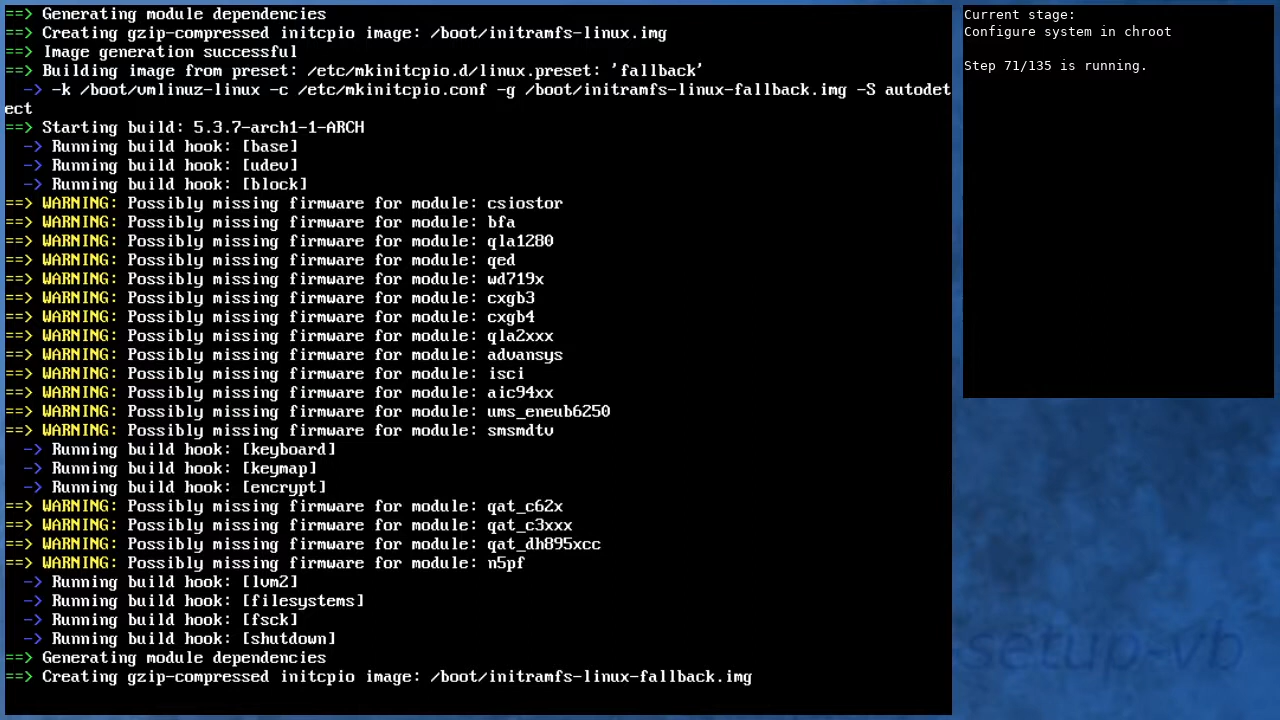 ==> Generating module dependencies
==> Creating gzip-compressed initcpio image: /boot/initramfs-linux.img
==> Image generation successful
==> Building image from preset: /etc/mkinitcpio.d/linux.preset: 'fallback'
  -> -k /boot/vmlinuz-linux -c /etc/mkinitcpio.conf -g /boot/initramfs-linux-fallback.img -S autodet
ect
==> Starting build: 5.3.7-arch1-1-ARCH
  -> Running build hook: [base]
  -> Running build hook: [udev]
  -> Running build hook: [block]
==> WARNING: Possibly missing firmware for module: csiostor
==> WARNING: Possibly missing firmware for module: bfa
==> WARNING: Possibly missing firmware for module: qla1280
==> WARNING: Possibly missing firmware for module: qed
==> WARNING: Possibly missing firmware for module: wd719x
==> WARNING: Possibly missing firmware for module: cxgb3
==> WARNING: Possibly missing firmware for module: cxgb4
==> WARNING: Possibly missing firmware for module: qla2xxx
==> WARNING: Possibly missing firmware for module: advansys
==> WARNING: Possibly missing firmware for module: isci
==> WARNING: Possibly missing firmware for module: aic94xx
==> WARNING: Possibly missing firmware for module: ums_eneub6250
==> WARNING: Possibly missing firmware for module: smsmdtv
  -> Running build hook: [keyboard]
  -> Running build hook: [keymap]
  -> Running build hook: [encrypt]
==> WARNING: Possibly missing firmware for module: qat_c62x
==> WARNING: Possibly missing firmware for module: qat_c3xxx
==> WARNING: Possibly missing firmware for module: qat_dh895xcc
==> WARNING: Possibly missing firmware for module: n5pf
  -> Running build hook: [lvm2]
  -> Running build hook: [filesystems]
  -> Running build hook: [fsck]
  -> Running build hook: [shutdown]
==> Generating module dependencies
==> Creating gzip-compressed initcpio image: /boot/initramfs-linux-fallback.img
Current stage:
Configure system in chroot
Step 71/135 is running.
setup-vb